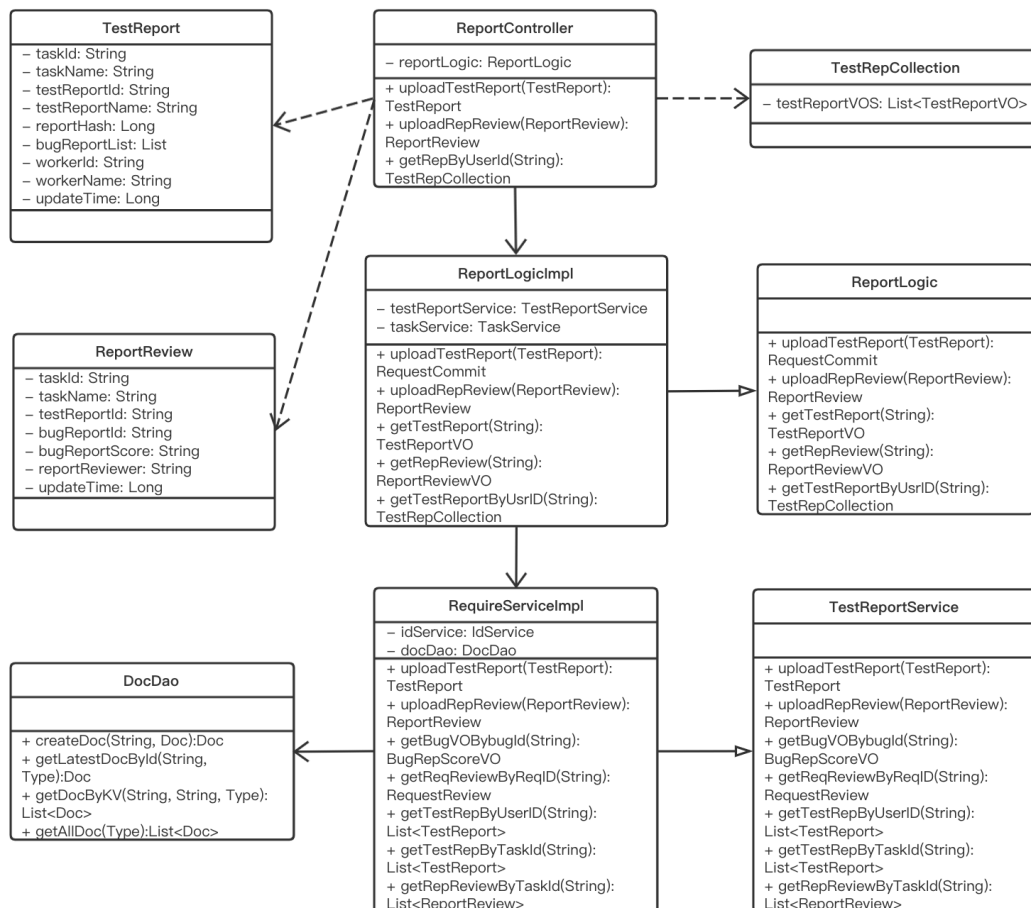 TestReport
– taskId: String
– taskName: String
– testReportId: String
– testReportName: String
– reportHash: Long
– bugReportList: List
– workerId: String
– workerName: String
– updateTime: Long
ReportController
– reportLogic: ReportLogic
+ uploadTestReport(TestReport):
TestReport
+ uploadRepReview(ReportReview):
ReportReview
+ getRepByUserId(String):
TestRepCollection
TestRepCollection
– testReportVOS: List<TestReportVO>
ReportLogicImpl
– testReportService: TestReportService
– taskService: TaskService
+ uploadTestReport(TestReport):
RequestCommit
+ uploadRepReview(ReportReview):
ReportReview
+ getTestReport(String):
TestReportVO
+ getRepReview(String):
ReportReviewVO
+ getTestReportByUsrID(String):
TestRepCollection
ReportLogic
+ uploadTestReport(TestReport):
RequestCommit
+ uploadRepReview(ReportReview):
ReportReview
+ getTestReport(String):
TestReportVO
+ getRepReview(String):
ReportReviewVO
+ getTestReportByUsrID(String):
TestRepCollection
ReportReview
– taskId: String
– taskName: String
– testReportId: String
– bugReportId: String
– bugReportScore: String
– reportReviewer: String
– updateTime: Long
RequireServiceImpl
– idService: IdService
– docDao: DocDao
+ uploadTestReport(TestReport):
TestReport
+ uploadRepReview(ReportReview):
ReportReview
+ getBugVOBybugId(String):
BugRepScoreVO
+ getReqReviewByReqID(String):
RequestReview
+ getTestRepByUserID(String):
List<TestReport>
+ getTestRepByTaskId(String):
List<TestReport>
+ getRepReviewByTaskId(String):
List<ReportReview>
TestReportService
+ uploadTestReport(TestReport):
TestReport
+ uploadRepReview(ReportReview):
ReportReview
+ getBugVOBybugId(String):
BugRepScoreVO
+ getReqReviewByReqID(String):
RequestReview
+ getTestRepByUserID(String):
List<TestReport>
+ getTestRepByTaskId(String):
List<TestReport>
+ getRepReviewByTaskId(String):
List<ReportReview>
DocDao
+ createDoc(String, Doc):Doc
+ getLatestDocById(String,
Type):Doc
+ getDocByKV(String, String, Type):
List<Doc>
+ getAllDoc(Type):List<Doc>